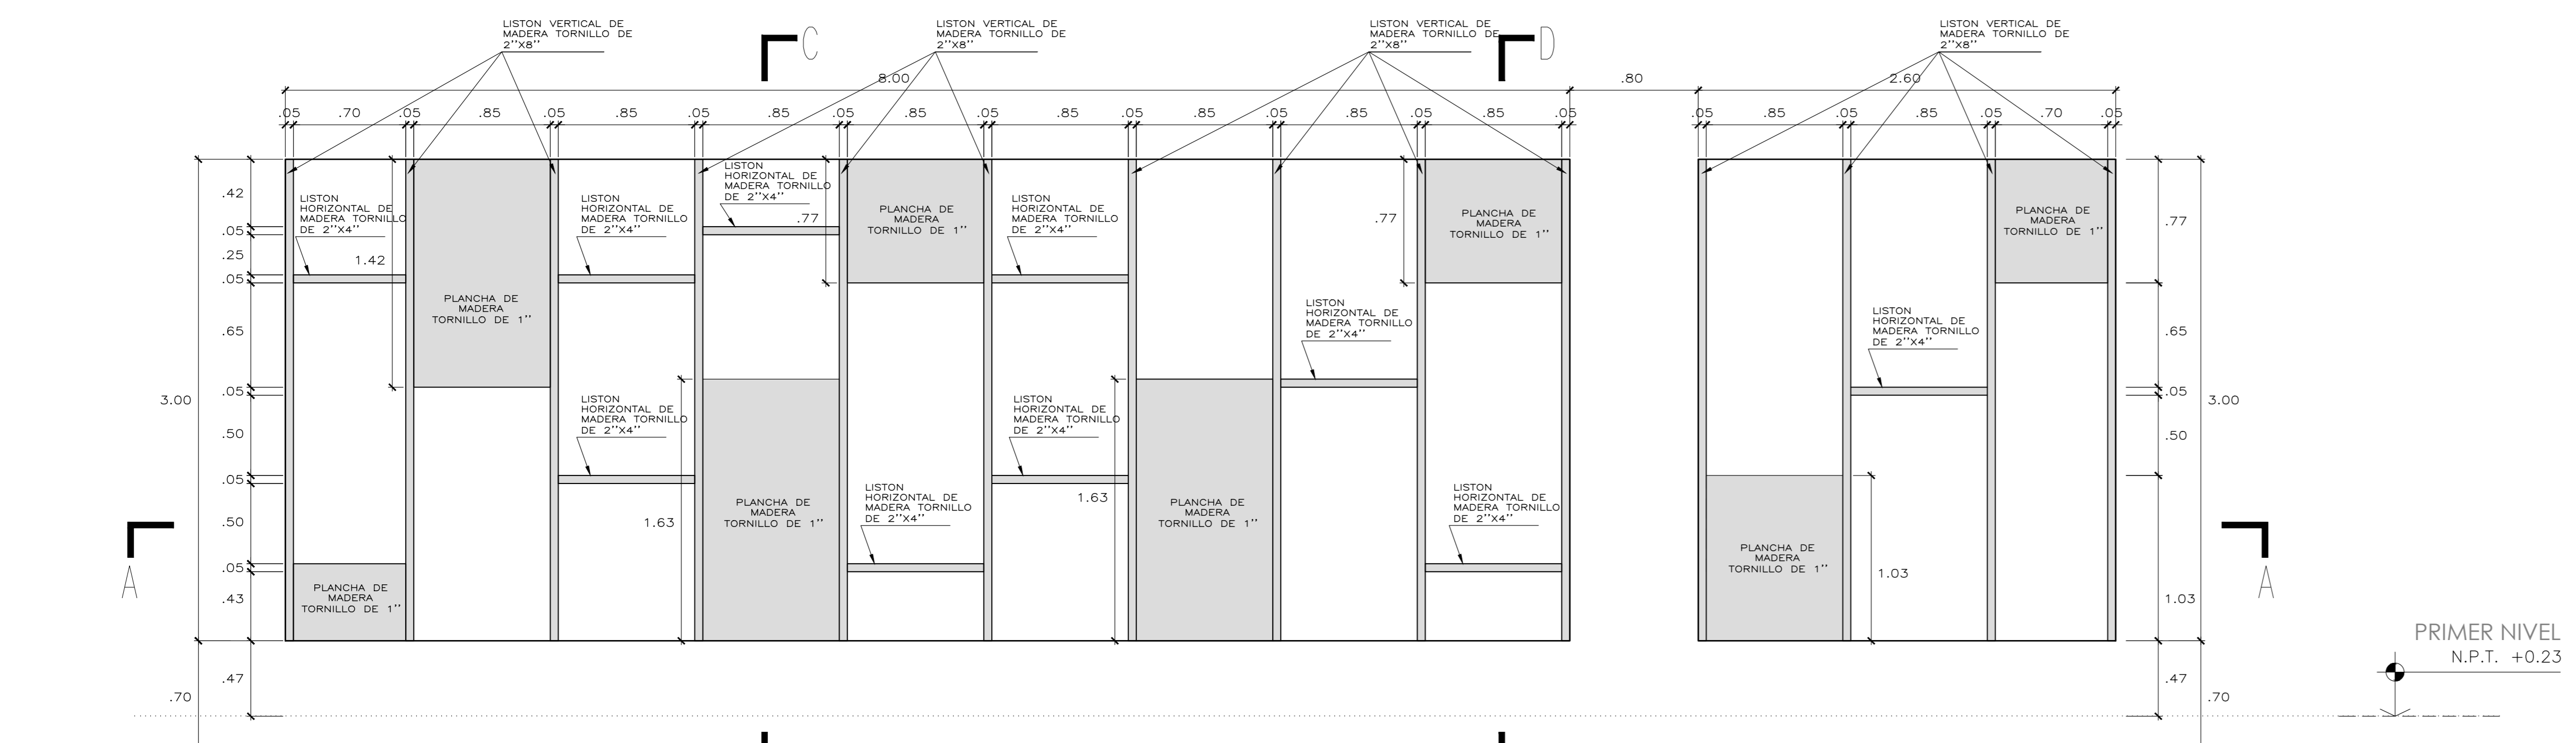 LISTON VERTICAL DE
MADERA TORNILLO DE
2''X8''
LISTON VERTICAL DE
MADERA TORNILLO DE
2''X8''
LISTON VERTICAL DE
MADERA TORNILLO DE
2''X8''
LISTON VERTICAL DE
MADERA TORNILLO DE
2''X8''
C
D
8.00
.80
2.60
.05 .70 .05 .85 .05 .85 .05 .85 .05 .85 .05 .85 .05 .85 .05 .85 .05 .85 .05
.05 .85 .05 .85 .05 .70 .05
3.00
.70
.42
.05
.25
.05
.65
.05
.50
.05
.50
.05
.43
.47
LISTON
HORIZONTAL DE
MADERA TORNILLO
DE 2''X4''
1.42
PLANCHA DE
MADERA
TORNILLO DE 1''
PLANCHA DE
MADERA
TORNILLO DE 1''
LISTON
HORIZONTAL DE
MADERA TORNILLO
DE 2''X4''
LISTON
HORIZONTAL DE
MADERA TORNILLO
DE 2''X4''
1.63
LISTON
HORIZONTAL DE
MADERA TORNILLO
DE 2''X4''
.77
PLANCHA DE
MADERA
TORNILLO DE 1''
PLANCHA DE
MADERA
TORNILLO DE 1''
LISTON
HORIZONTAL DE
MADERA TORNILLO
DE 2''X4''
LISTON
HORIZONTAL DE
MADERA TORNILLO
DE 2''X4''
LISTON
HORIZONTAL DE
MADERA TORNILLO
DE 2''X4''
1.63
PLANCHA DE
MADERA
TORNILLO DE 1''
LISTON
HORIZONTAL DE
MADERA TORNILLO
DE 2''X4''
.77
PLANCHA DE
MADERA
TORNILLO DE 1''
LISTON
HORIZONTAL DE
MADERA TORNILLO
DE 2''X4''
PLANCHA DE
MADERA
TORNILLO DE 1''
1.03
LISTON
HORIZONTAL DE
MADERA TORNILLO
DE 2''X4''
PLANCHA DE
MADERA
TORNILLO DE 1''
.77
.65
.05
.50
1.03
.47
3.00
.70
A
A
PRIMER NIVEL
N.P.T. +0.23